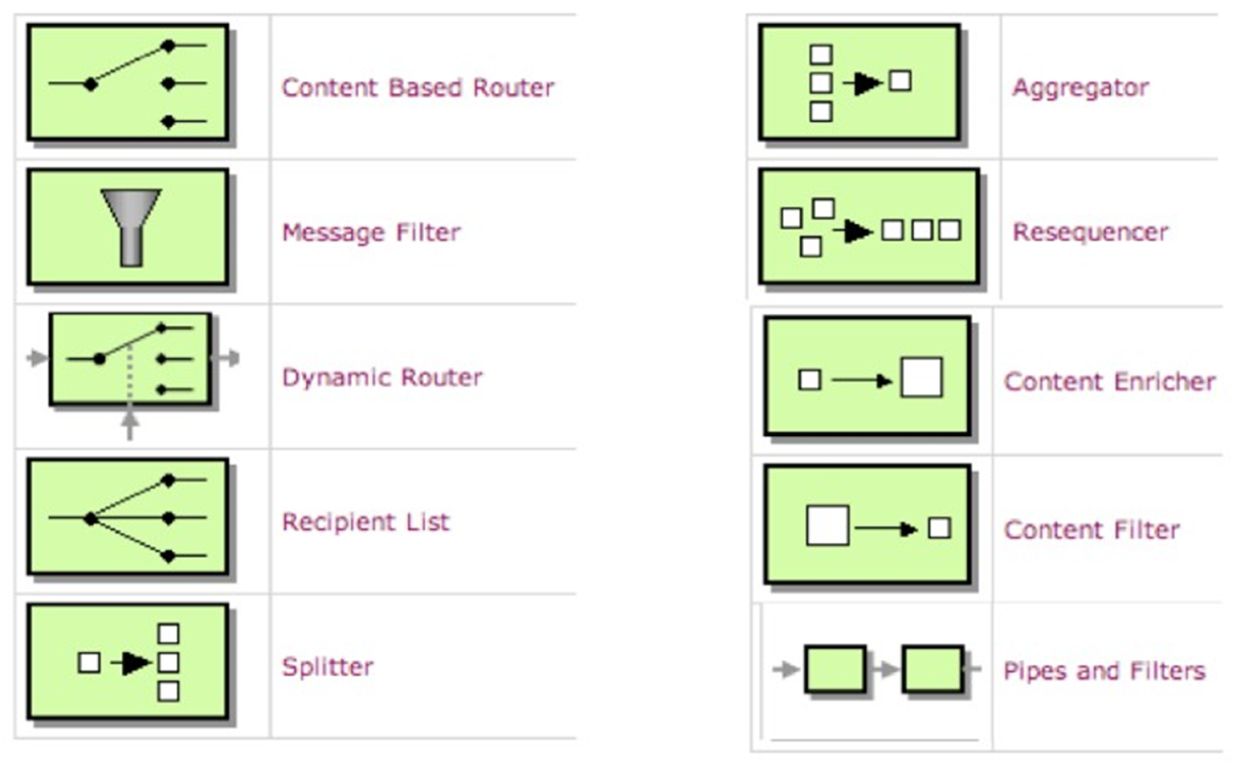 Content Based Router
Message Filter
Dynamic Router
Recipient List
Splitter
Aggregator
Resequencer
Content Enricher
Content Filter
Pipes and Filters